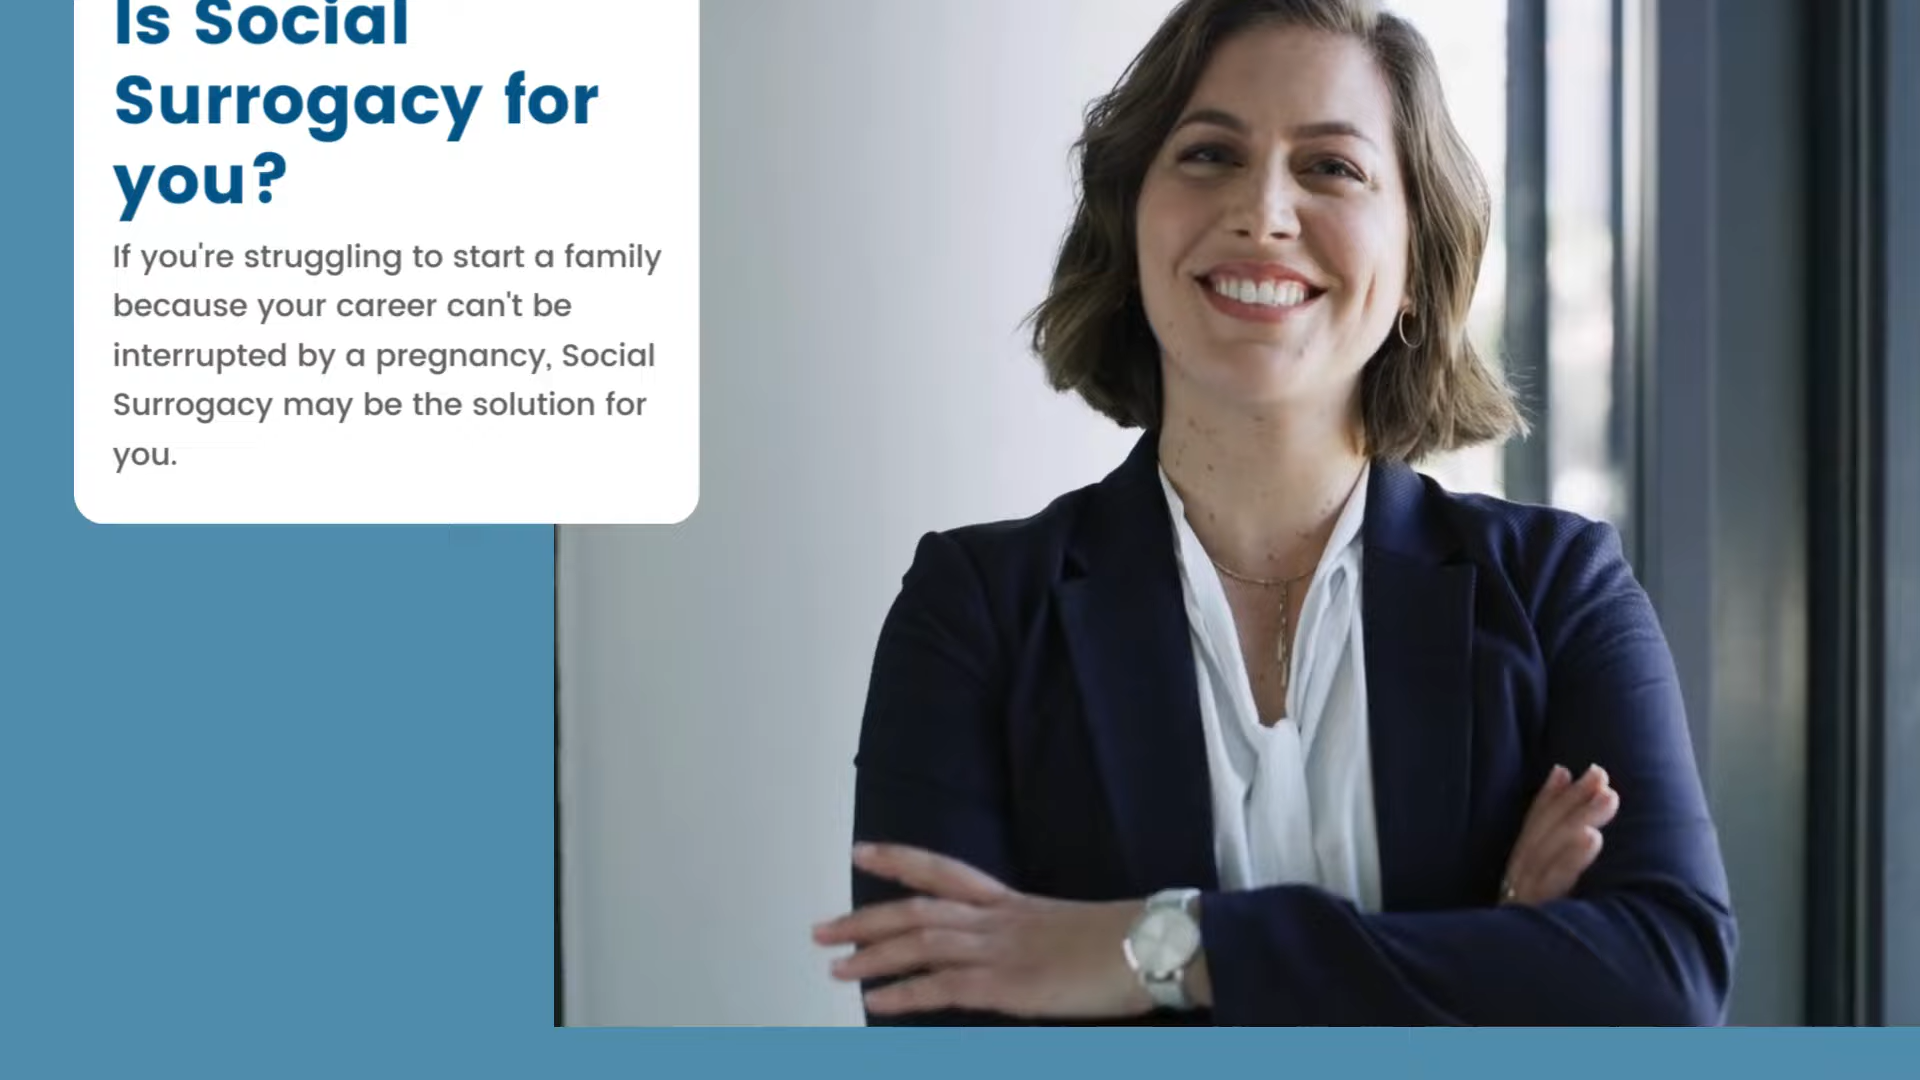 Is Social
Surrogacy for
you?
If you're struggling to start a family
because your career can't be
interrupted by a pregnancy, Social
Surrogacy may be the solution for
you.